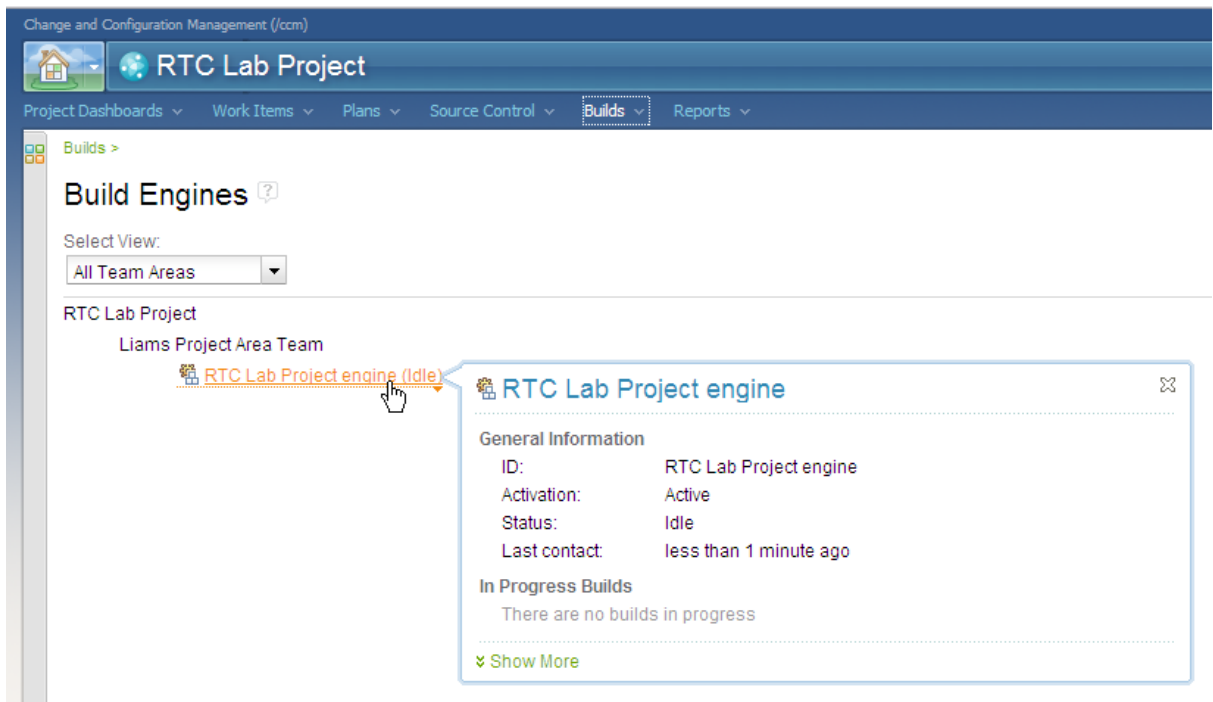 Change and Configuration Management (/ccm)
RTC Lab Project
Project Dashboards Work Items Plans Source Control Builds Reports
Builds >
Build Engines ?
Select View:
All Team Areas
RTC Lab Project
Liams Project Area Team
RTC Lab Project engine (Idle)
RTC Lab Project engine
General Information
ID: RTC Lab Project engine
Activation: Active
Status: Idle
Last contact: less than 1 minute ago
In Progress Builds
There are no builds in progress
Show More